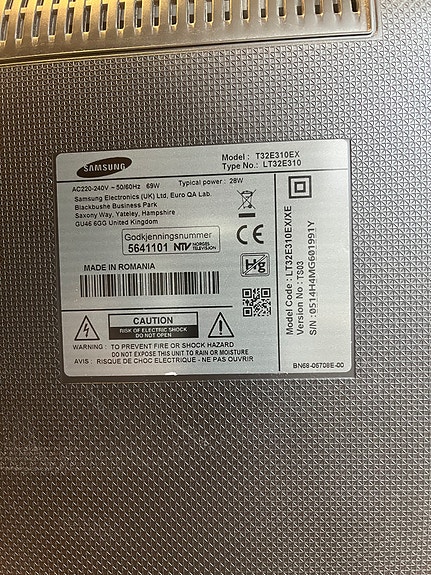 SAMSUNG
Model : T32E310EX
Type No.: LT32E310
AC220-240V ~ 50/60Hz 69W Typical power : 28W
Samsung Electronics (UK) Ltd, Euro QA Lab.
Blackbushe Business Park
Saxony Way, Yateley, Hampshire
GU46 6GG United Kingdom
Godkjenningsnummer
5641101 NTV NORGES TELEVISJON
CE
Hg
MADE IN ROMANIA
CAUTION
RISK OF ELECTRIC SHOCK
DO NOT OPEN
WARNING : TO PREVENT FIRE OR SHOCK HAZARD
DO NOT EXPOSE THIS UNIT TO RAIN OR MOISTURE
AVIS : RISQUE DE CHOC ELECTRIQUE - NE PAS OUVRIR
Model Code : LT32E310EX/XE
Version No : TS03
S/N : 0514H4MG601991Y
BN68-06708E-00